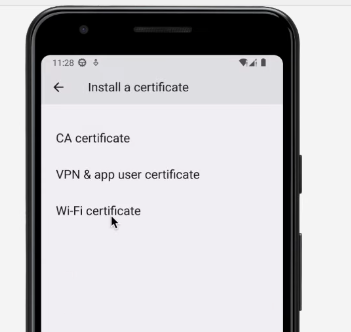 11:28
Install a certificate
CA certificate
VPN & app user certificate
Wi-Fi certificate